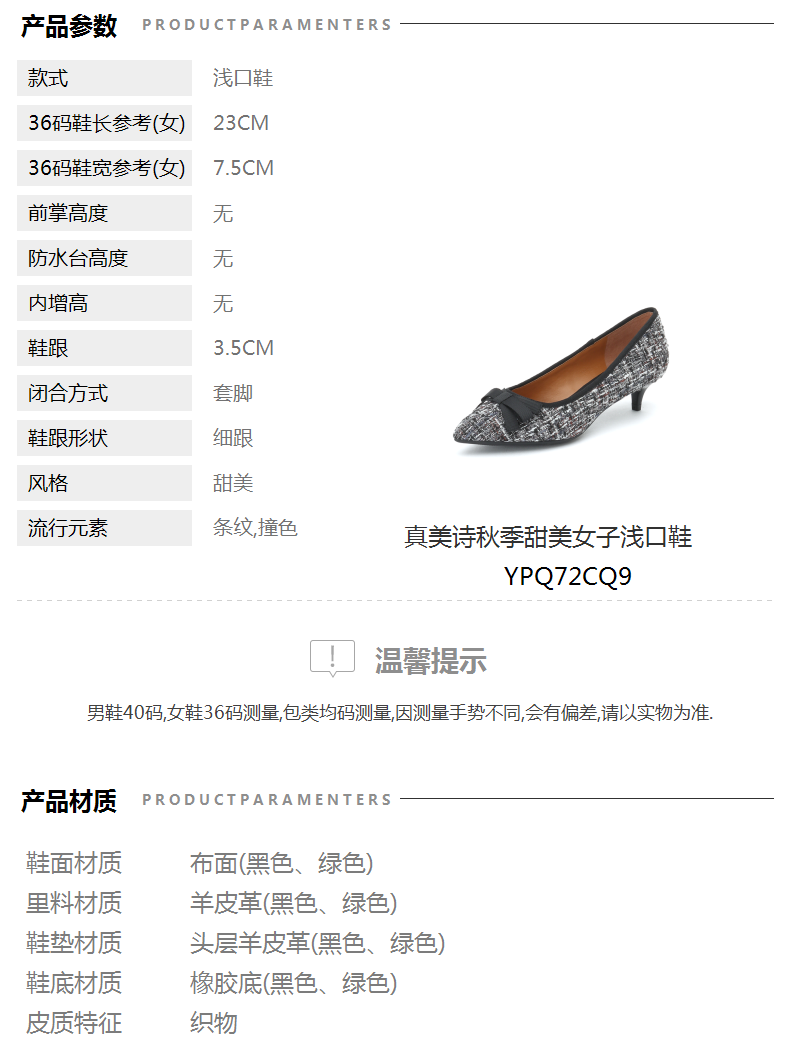 产品参数 PRODUCTPARAMENTERS
款式 浅口鞋
36码鞋长参考(女) 23CM
36码鞋宽参考(女) 7.5CM
前掌高度 无
防水台高度 无
内增高 无
鞋跟 3.5CM
闭合方式 套脚
鞋跟形状 细跟
风格 甜美
流行元素 条纹,撞色
真美诗秋季甜美女子浅口鞋
YPQ72CQ9
! 温馨提示
男鞋40码,女鞋36码测量,包类均码测量,因测量手势不同,会有偏差,请以实物为准.
产品材质 PRODUCTPARAMENTERS
鞋面材质 布面(黑色、绿色)
里料材质 羊皮革(黑色、绿色)
鞋垫材质 头层羊皮革(黑色、绿色)
鞋底材质 橡胶底(黑色、绿色)
皮质特征 织物